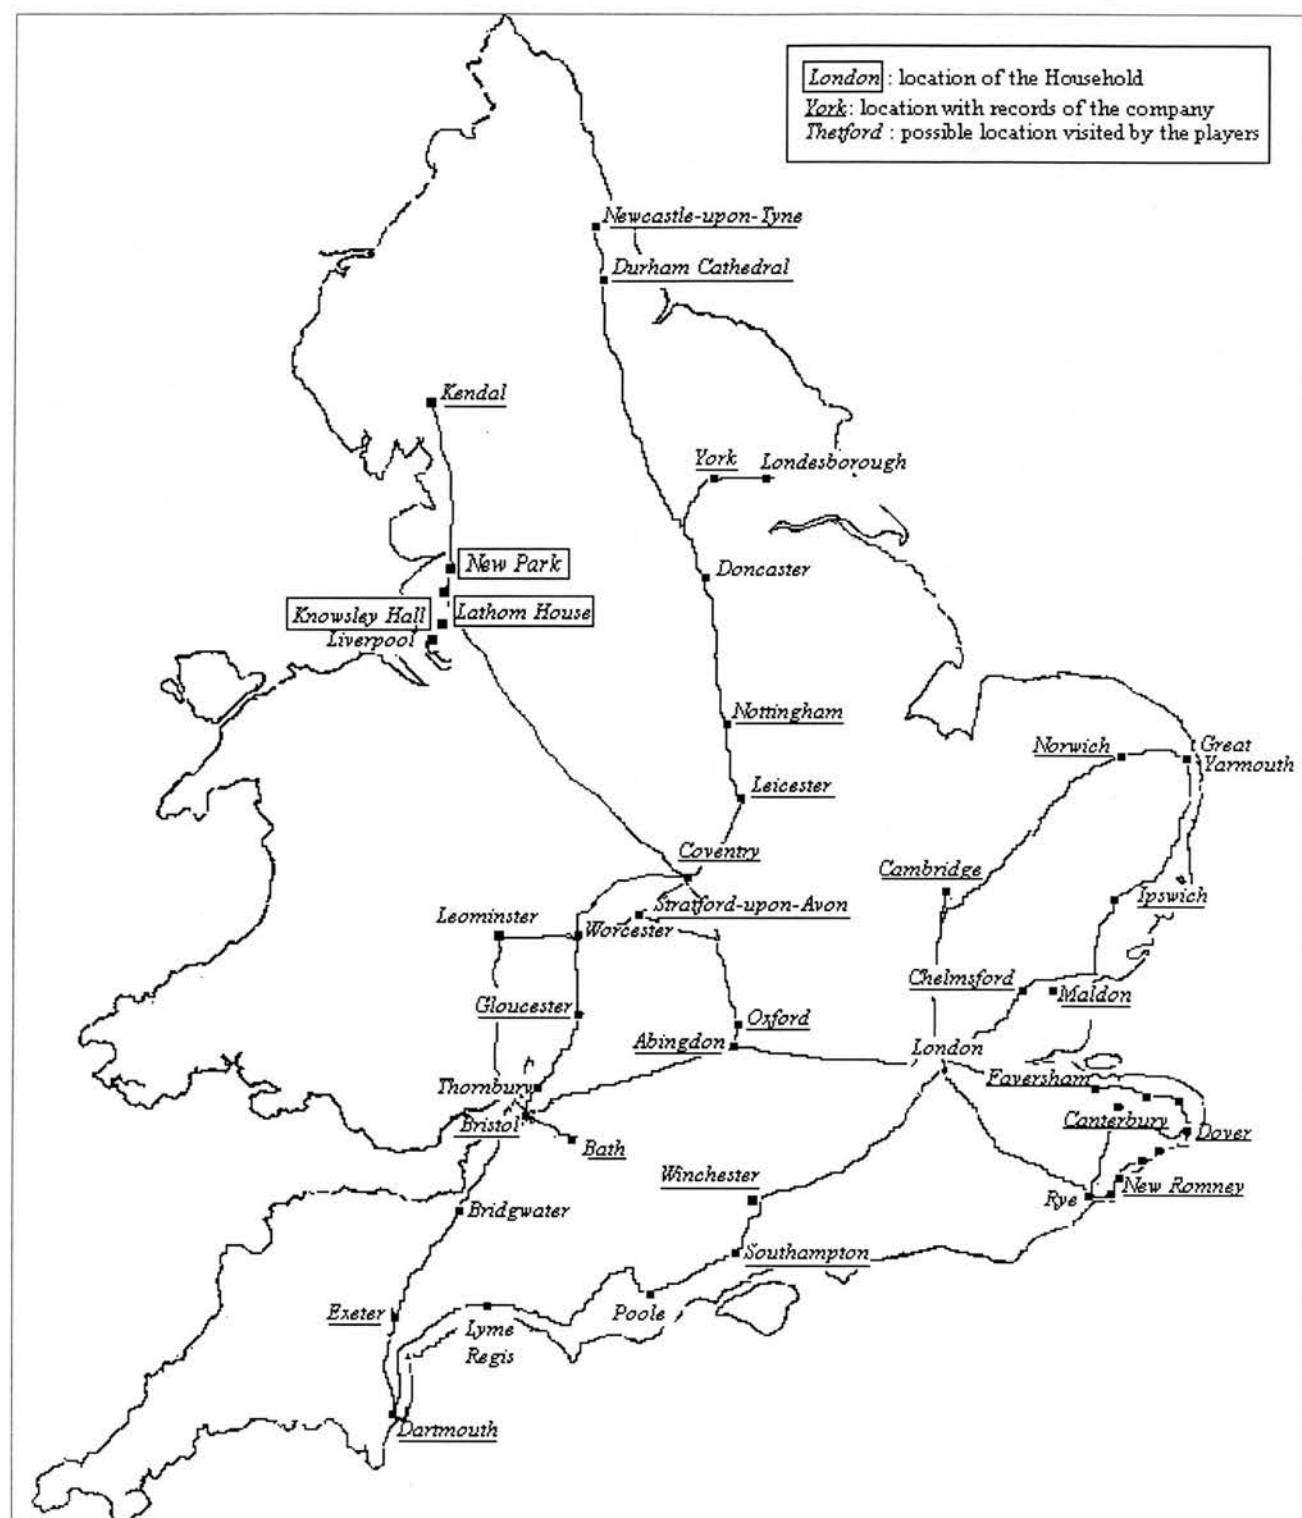 London : location of the Household
York : location with records of the company
Thetford : possible location visited by the players
Newcastle-upon-Tyne
Durham Cathedral
Kendal
York
Londesborough
New Park
Doncaster
Knowsley Hall
Lathom House
Liverpool
Nottingham
Norwich
Great
Yarmouth
Leicester
Coventry
Cambridge
Ipswich
Stratford-upon-Avon
Leominster
Worcester
Chelmsford
Maldon
Gloucester
Oxford
Abingdon
London
Faversham
Thornbury
Bristol
Canterbury
Dover
Bath
Winchester
New Romney
Rye
Bridgwater
Southampton
Exeter
Poole
Lyme
Regis
Dartmouth